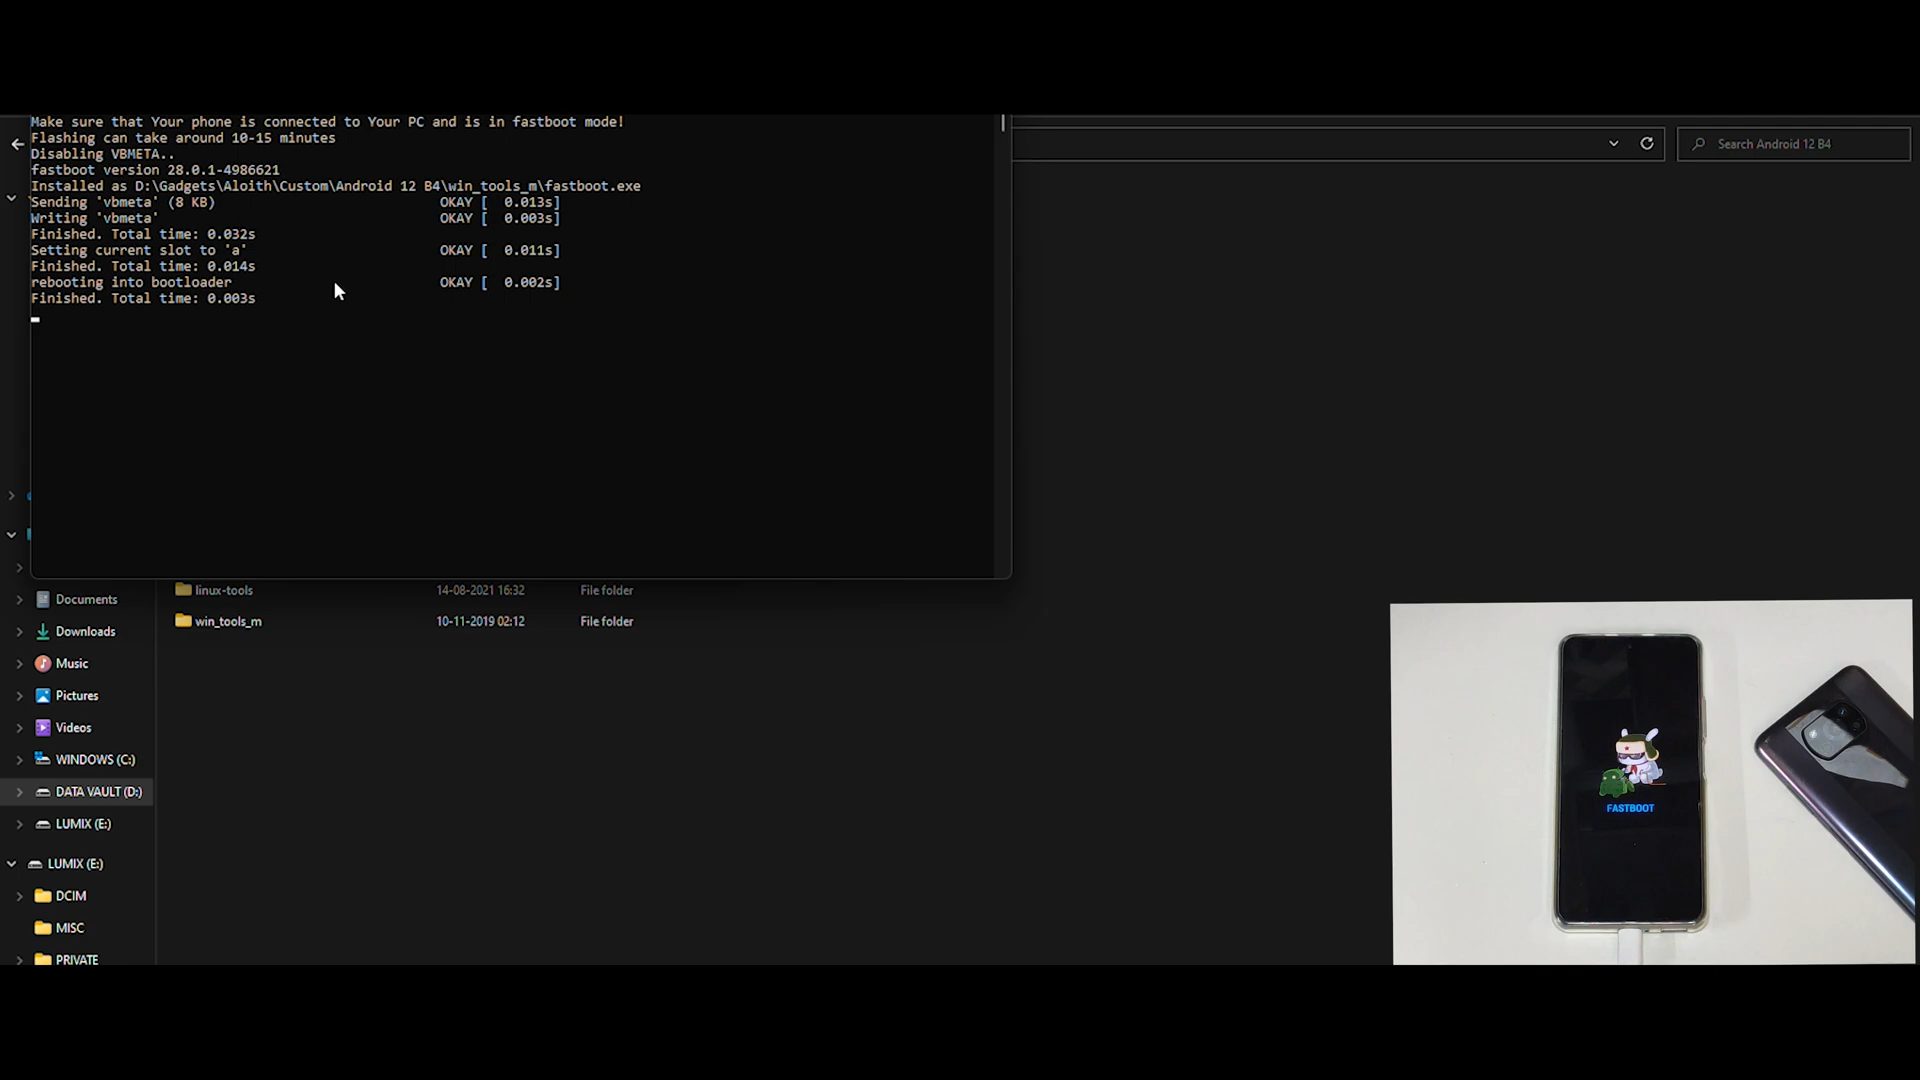 Make sure that Your phone is connected to Your PC and is in fastboot mode!
Flashing can take around 10-15 minutes
Disabling VBMETA..
fastboot version 28.0.1-4986621
Installed as D:\Gadgets\Aloith\Custom\Android 12 B4\win_tools_m\fastboot.exe
Sending 'vbmeta' (8 KB) OKAY [ 0.013s]
Writing 'vbmeta' OKAY [ 0.003s]
Finished. Total time: 0.032s
Setting current slot to 'a' OKAY [ 0.011s]
Finished. Total time: 0.014s
rebooting into bootloader OKAY [ 0.002s]
Finished. Total time: 0.003s
Search Android 12 B4
linux-tools 14-08-2021 16:32 File folder
win_tools_m 10-11-2019 02:12 File folder
Documents
Downloads
Music
Pictures
Videos
WINDOWS (C:)
DATA VAULT (D:)
LUMIX (E:)
LUMIX (E:)
DCIM
MISC
PRIVATE
FASTBOOT